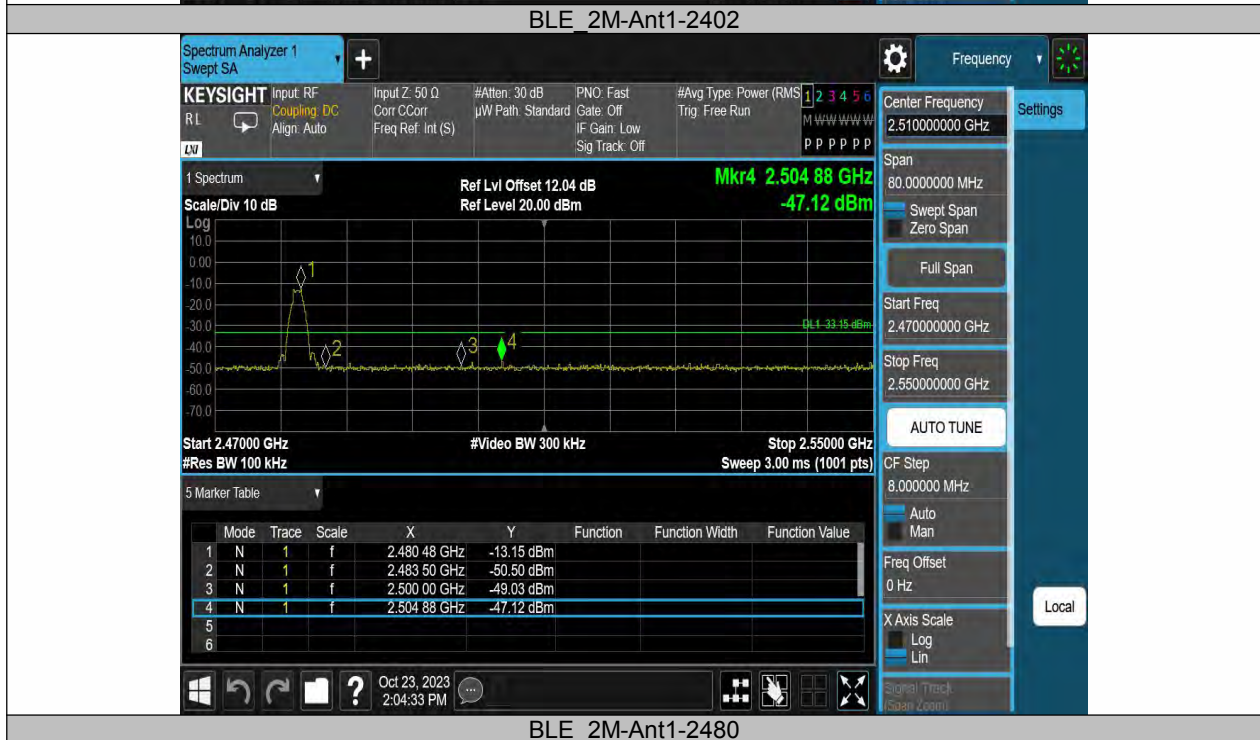 BLE_2M-Ant1-2402
Spectrum Analyzer 1
Swept SA
+
Frequency
KEYSIGHT
RL
LXI
Input: RF
Coupling: DC
Align: Auto
Input Z: 50 Ω
Corr CCorr
Freq Ref: Int (S)
#Atten: 30 dB
µW Path: Standard
PNO: Fast
Gate: Off
IF Gain: Low
Sig Track: Off
#Avg Type: Power (RMS
Trig: Free Run
1 2 3 4 5 6
M W W W W W
P P P P P P
Center Frequency
2.510000000 GHz
Settings
Span
80.0000000 MHz
Swept Span
Zero Span
Full Span
Start Freq
2.470000000 GHz
Stop Freq
2.550000000 GHz
AUTO TUNE
CF Step
8.000000 MHz
Auto
Man
Freq Offset
0 Hz
X Axis Scale
Log
Lin
Signal Track
(Span Zoom)
Local
1 Spectrum
Scale/Div 10 dB
Ref Lvl Offset 12.04 dB
Ref Level 20.00 dBm
Mkr4 2.504 88 GHz
-47.12 dBm
Log
10.0
0.00
-10.0
-20.0
-30.0
-40.0
-50.0
-60.0
-70.0
1
2
3
4
DL1 -33.15 dBm
Start 2.47000 GHz
#Res BW 100 kHz
#Video BW 300 kHz
Stop 2.55000 GHz
Sweep 3.00 ms (1001 pts)
5 Marker Table
Mode Trace Scale X Y Function Function Width Function Value
1 N 1 f 2.480 48 GHz -13.15 dBm
2 N 1 f 2.483 50 GHz -50.50 dBm
3 N 1 f 2.500 00 GHz -49.03 dBm
4 N 1 f 2.504 88 GHz -47.12 dBm
5
6
?
Oct 23, 2023
2:04:33 PM
BLE_2M-Ant1-2480